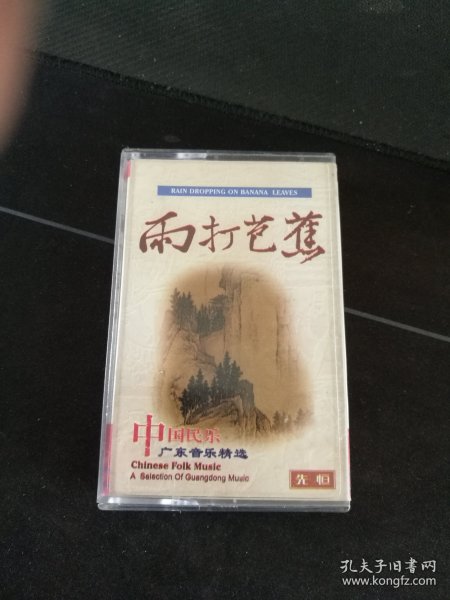 RAIN DROPPING ON BANANA LEAVES
雨打芭蕉
中国民乐
广东音乐精选
Chinese Folk Music
A Selection Of Guangdong Music
先恒
孔夫子旧书网
www.kongfz.com